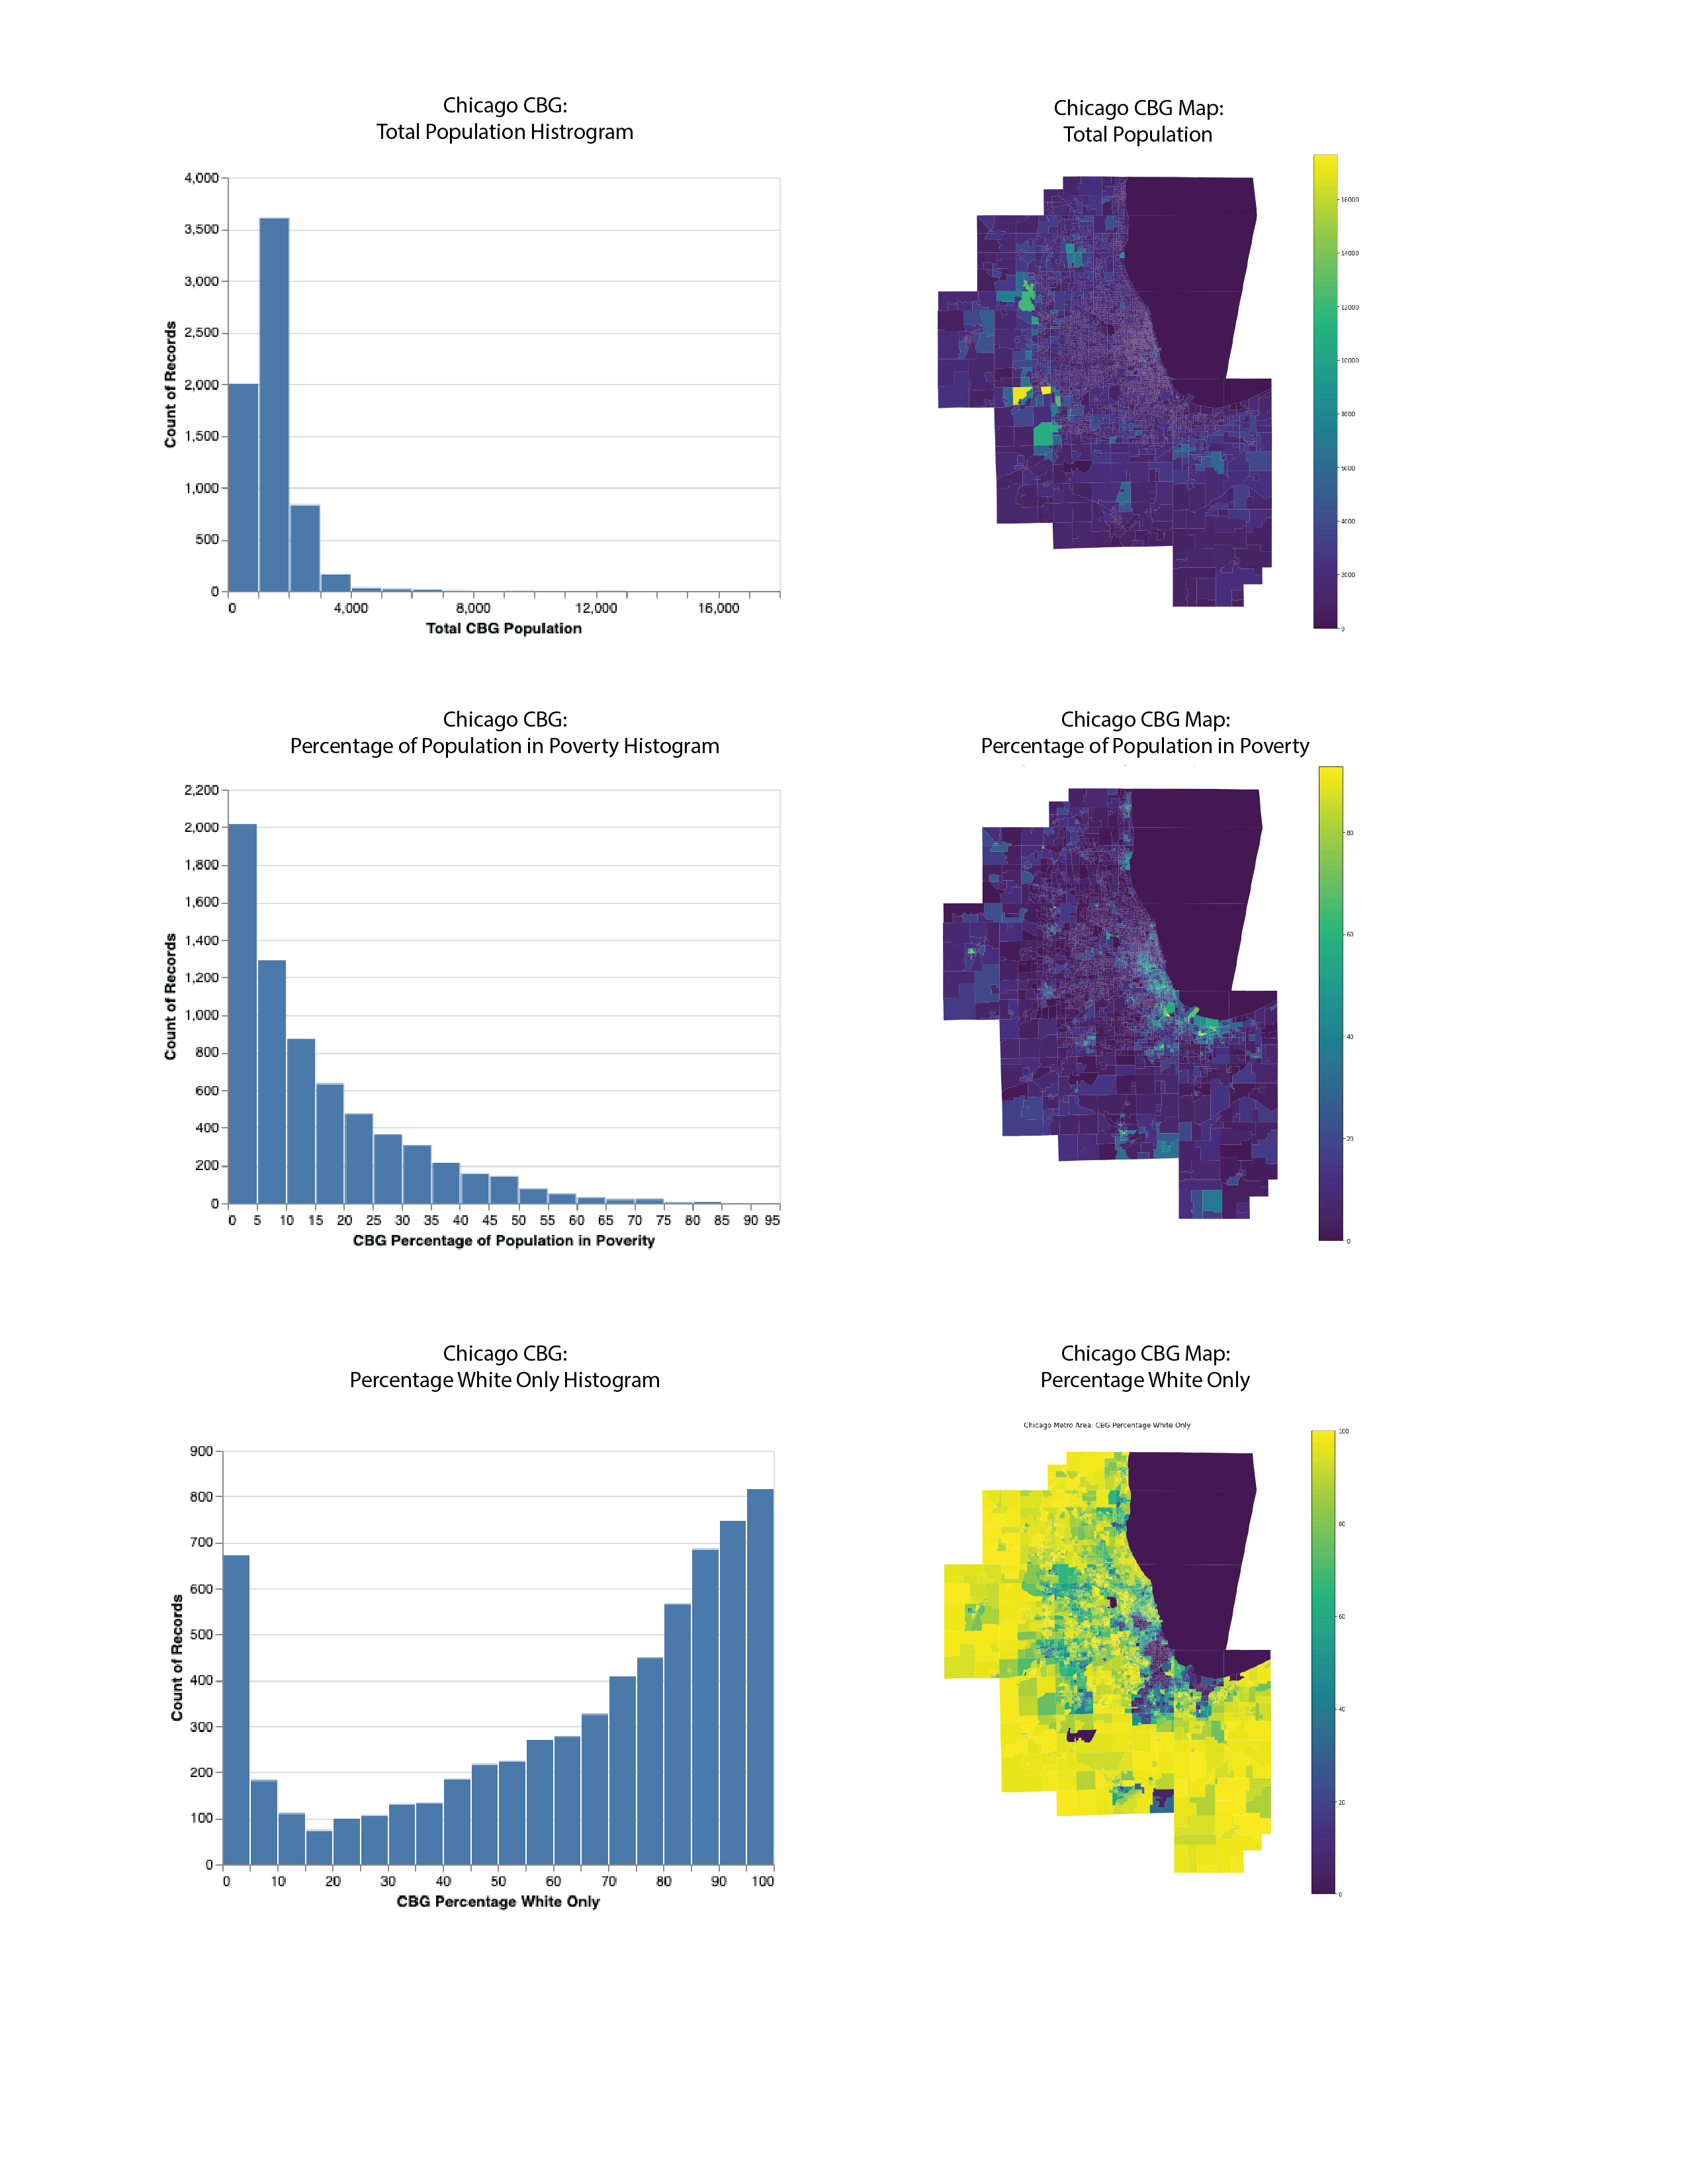 Chicago CBG:
Total Population Histrogram
4,000
3,500
3,000
2,500
2,000
1,500
1,000
500
0
Count of Records
0 4,000 8,000 12,000 16,000
Total CBG Population
Chicago CBG Map:
Total Population
16000
14000
12000
10000
8000
6000
4000
2000
0
Chicago CBG:
Percentage of Population in Poverty Histogram
2,200
2,000
1,800
1,600
1,400
1,200
1,000
800
600
400
200
0
Count of Records
0 5 10 15 20 25 30 35 40 45 50 55 60 65 70 75 80 85 90 95
CBG Percentage of Population in Poverity
Chicago CBG Map:
Percentage of Population in Poverty
80
60
40
20
0
Chicago CBG:
Percentage White Only Histogram
900
800
700
600
500
400
300
200
100
0
Count of Records
0 10 20 30 40 50 60 70 80 90 100
CBG Percentage White Only
Chicago CBG Map:
Percentage White Only
Chicago Metro Area: CBG Percentage White Only
100
80
60
40
20
0